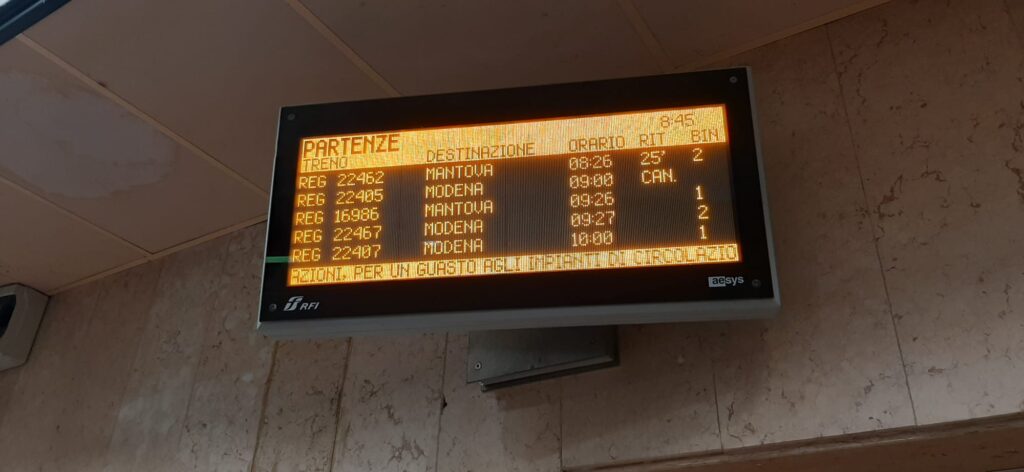 PARTENZE 8:45
TRENO DESTINAZIONE ORARIO RIT BIN
REG 22462 MANTOVA 08:26 25' 2
REG 22405 MODENA 09:00 CAN.
REG 16986 MANTOVA 09:26 1
REG 22467 MODENA 09:27 2
REG 22407 MODENA 10:00 1
AZIONI. PER UN GUASTO AGLI IMPIANTI DI CIRCOLAZIO
RFI aesys